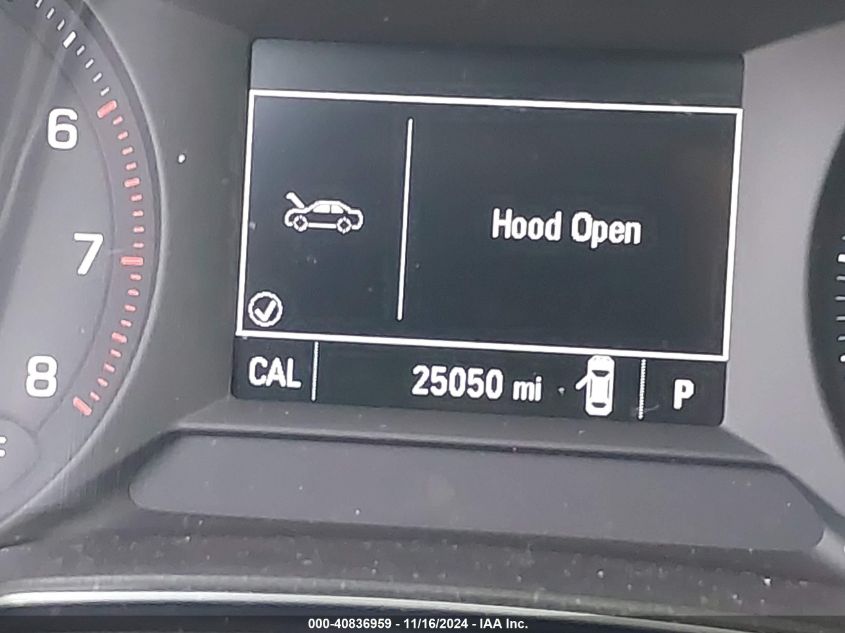 6
7
8
Hood Open
CAL
25050 mi
P
000-40836959 - 11/16/2024 - IAA Inc.